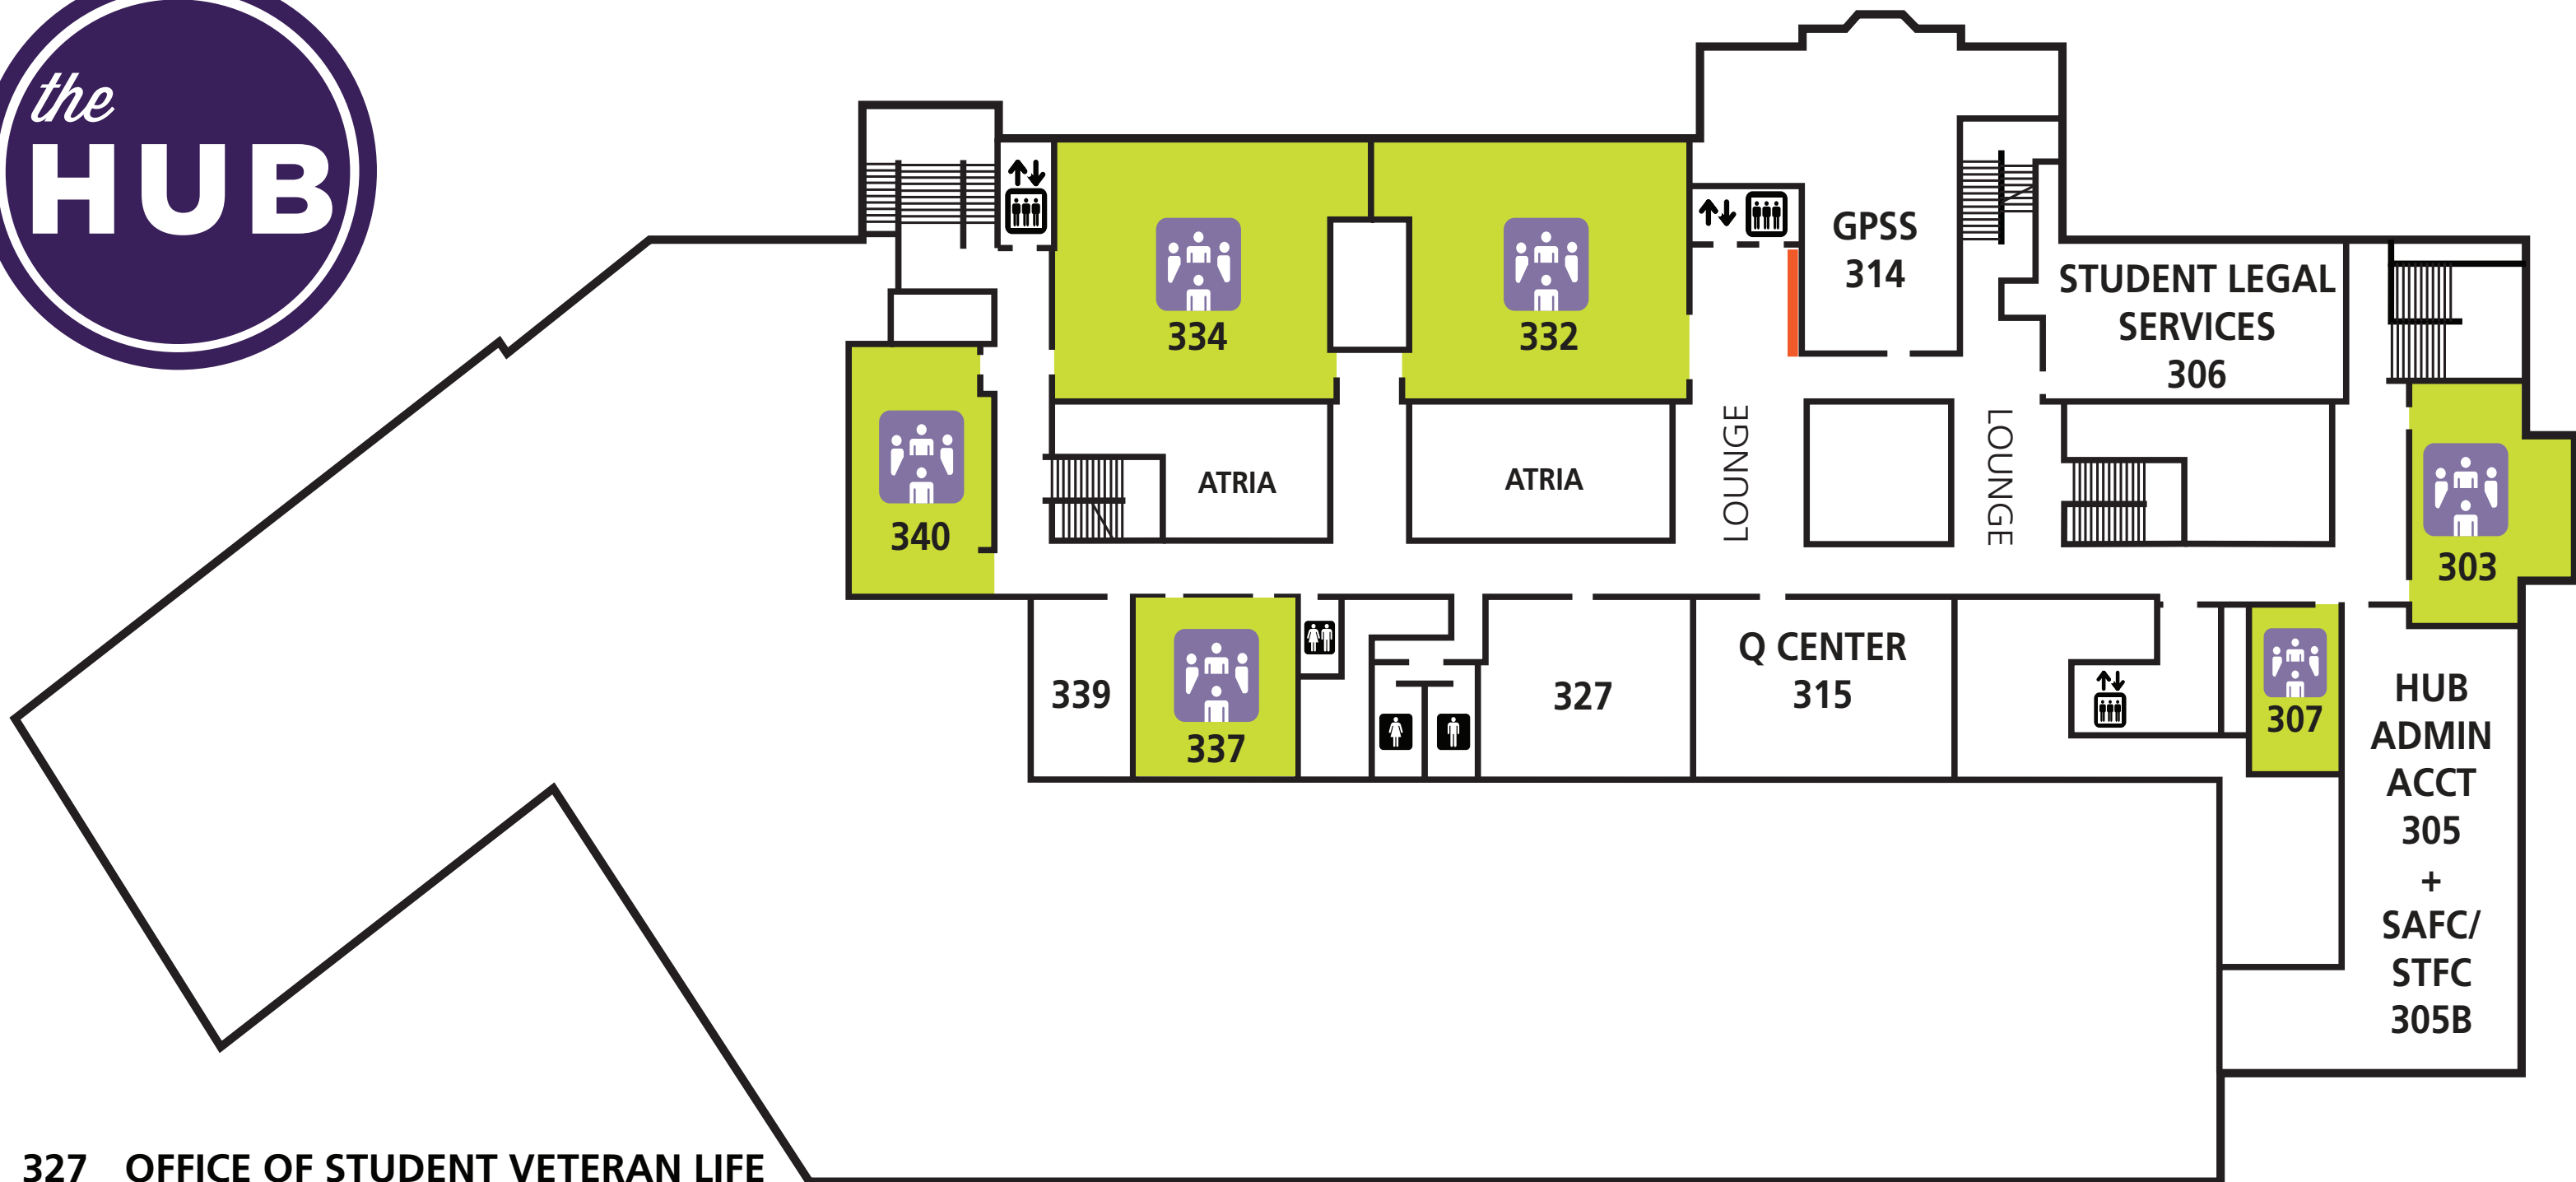 the
HUB
GPSS
314
STUDENT LEGAL
SERVICES
306
334
332
340
ATRIA
ATRIA
LOUNGE
LOUNGE
303
339
337
327
Q CENTER
315
307
HUB
ADMIN
ACCT
305
+
SAFC/
STFC
305B
327 OFFICE OF STUDENT VETERAN LIFE